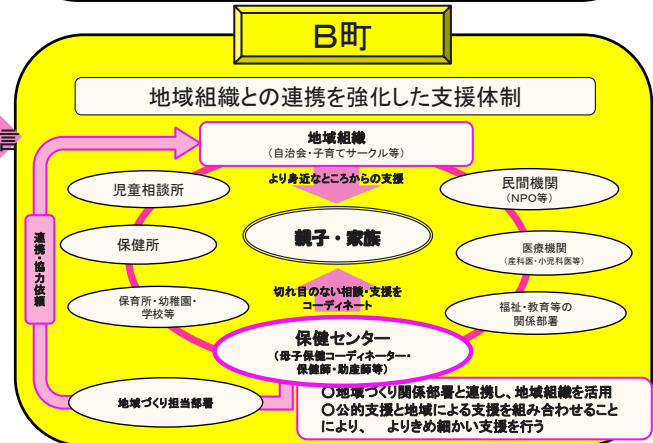 B町
地域組織との連携を強化した支援体制
言
地域組織
(自治会・子育てサークル等)
より身近なところからの支援
児童相談所
民間機関
(NPO等)
連携・協力依頼
保健所
親子・家族
医療機関
(産科医・小児科医等)
切れ目のない相談・支援を
コーディネート
保育所・幼稚園・
学校等
福祉・教育等の
関係部署
保健センター
(母子保健コーディネーター・
保健師・助産師等)
地域づくり担当部署
〇地域づくり関係部署と連携し、地域組織を活用
〇公的支援と地域による支援を組み合わせること
により、 よりきめ細かい支援を行う